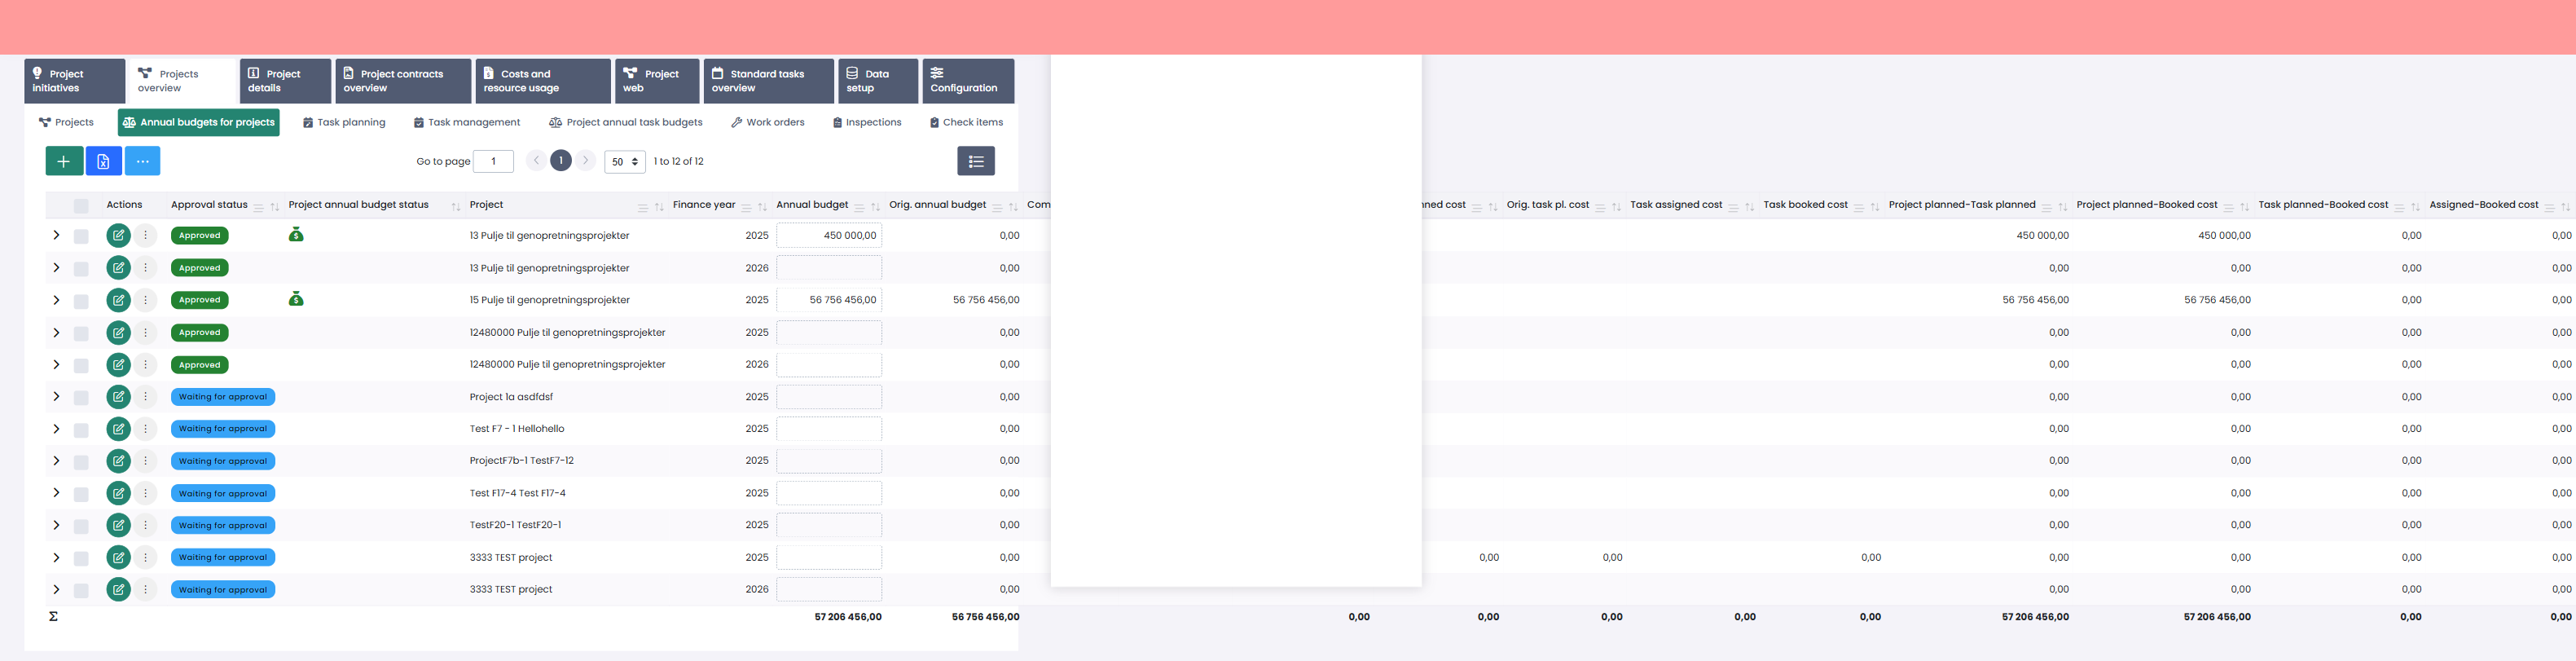 Project initiatives Projects overview Project details Project contracts overview Costs and resource usage Project web Standard tasks overview Data setup Configuration
Projects Annual budgets for projects Task planning Task management Project annual task budgets Work orders Inspections Check items
Go to page 1 1 50 1 to 12 of 12
Actions Approval status Project annual budget status Project Finance year Annual budget Orig. annual budget Com nned cost Orig. task pl. cost Task assigned cost Task booked cost Project planned-Task planned Project planned-Booked cost Task planned-Booked cost Assigned-Booked cost
Approved 13 Pulje til genopretningsprojekter 2025 450 000,00 0,00 450 000,00 450 000,00 0,00 0,00
Approved 13 Pulje til genopretningsprojekter 2026 0,00 0,00 0,00 0,00 0,00
Approved 15 Pulje til genopretningsprojekter 2025 56 756 456,00 56 756 456,00 56 756 456,00 56 756 456,00 0,00 0,00
Approved 12480000 Pulje til genopretningsprojekter 2025 0,00 0,00 0,00 0,00 0,00
Approved 12480000 Pulje til genopretningsprojekter 2026 0,00 0,00 0,00 0,00 0,00
Waiting for approval Project 1a asdfdsf 2025 0,00 0,00 0,00 0,00 0,00
Waiting for approval Test F7 - 1 Hellohello 2025 0,00 0,00 0,00 0,00 0,00
Waiting for approval ProjectF7b-1 TestF7-12 2025 0,00 0,00 0,00 0,00 0,00
Waiting for approval Test F17-4 Test F17-4 2025 0,00 0,00 0,00 0,00 0,00
Waiting for approval TestF20-1 TestF20-1 2025 0,00 0,00 0,00 0,00 0,00
Waiting for approval 3333 TEST project 2025 0,00 0,00 0,00 0,00 0,00 0,00 0,00 0,00
Waiting for approval 3333 TEST project 2026 0,00 0,00 0,00 0,00 0,00
Σ 57 206 456,00 56 756 456,00 0,00 0,00 0,00 0,00 0,00 57 206 456,00 57 206 456,00 0,00 0,00